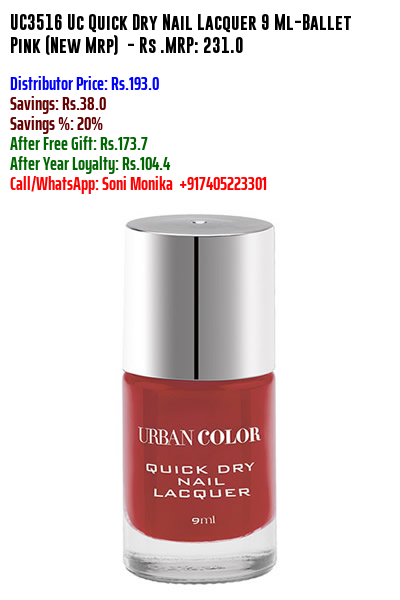 UC3516 Uc Quick Dry Nail Lacquer 9 Ml-Ballet
Pink (New Mrp) - Rs .MRP: 231.0
Distributor Price: Rs.193.0
Savings: Rs.38.0
Savings %: 20%
After Free Gift: Rs.173.7
After Year Loyalty: Rs.104.4
Call/WhatsApp: Soni Monika +917405223301
URBAN COLOR
QUICK DRY
NAIL
LACQUER
9ml